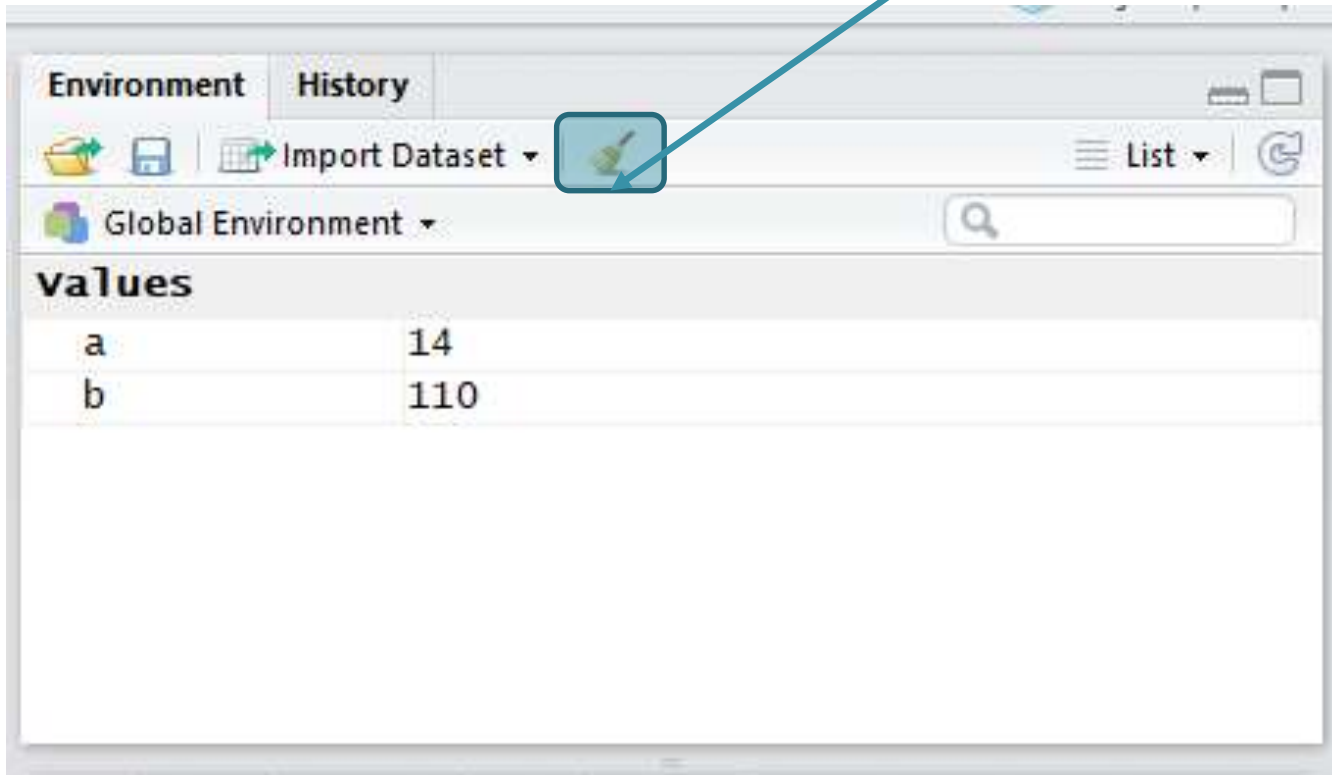 Environment History
Import Dataset List
Global Environment
Values
a 14
b 110